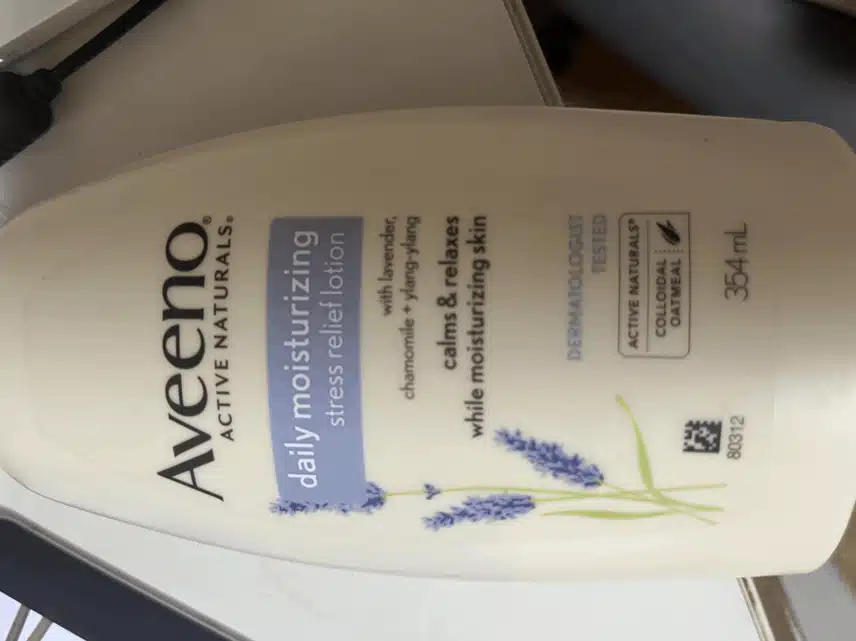 Aveeno®
ACTIVE NATURALS®
daily moisturizing
stress relief lotion
with lavender,
chamomile + ylang-ylang
calms & relaxes
while moisturizing skin
DERMATOLOGIST
TESTED
ACTIVE NATURALS®
COLLOIDAL
OATMEAL
354 mL
80312